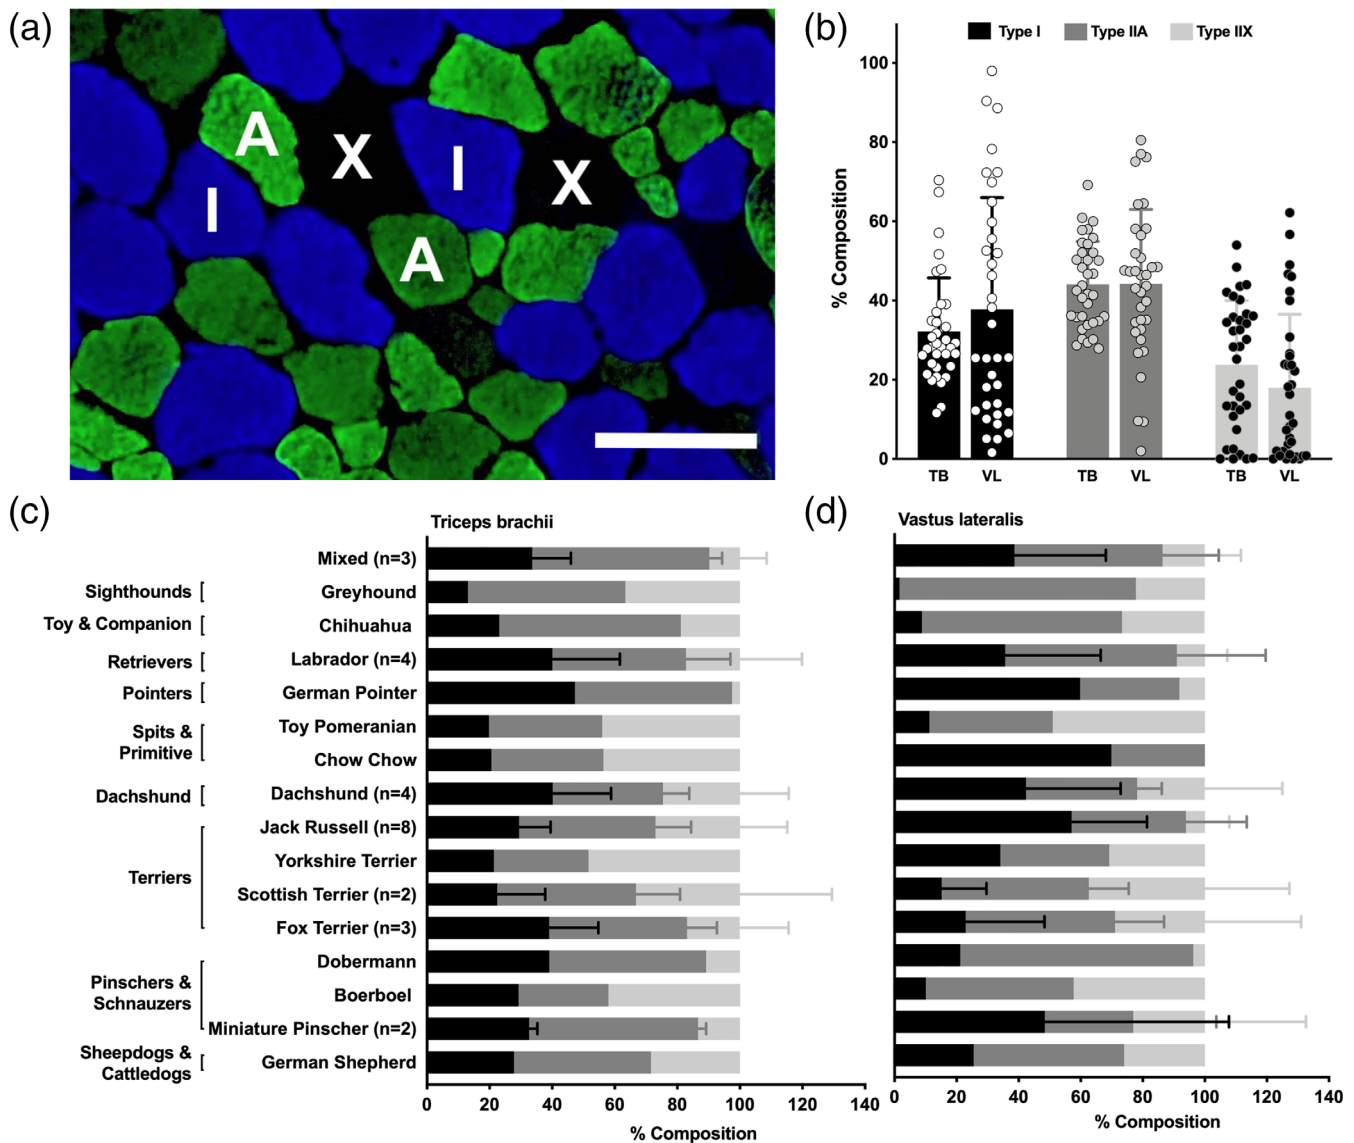 (a)
A
X
I
X
I
A
(b)
Type I
Type IIA
Type IIX
% Composition
100
80
60
40
20
0
TB
VL
TB
VL
TB
VL
(c)
Triceps brachii
Mixed (n=3)
Sighthounds [ Greyhound
Toy & Companion [ Chihuahua
Retrievers [ Labrador (n=4)
Pointers [ German Pointer
Spits &
Primitive
Toy Pomeranian
Chow Chow
Dachshund [ Dachshund (n=4)
Terriers
Jack Russell (n=8)
Yorkshire Terrier
Scottish Terrier (n=2)
Fox Terrier (n=3)
Pinschers &
Schnauzers
Dobermann
Boerboel
Miniature Pinscher (n=2)
Sheepdogs &
Cattledogs
German Shepherd
0 20 40 60 80 100 120 140
% Composition
(d)
Vastus lateralis
0 20 40 60 80 100 120 140
% Composition